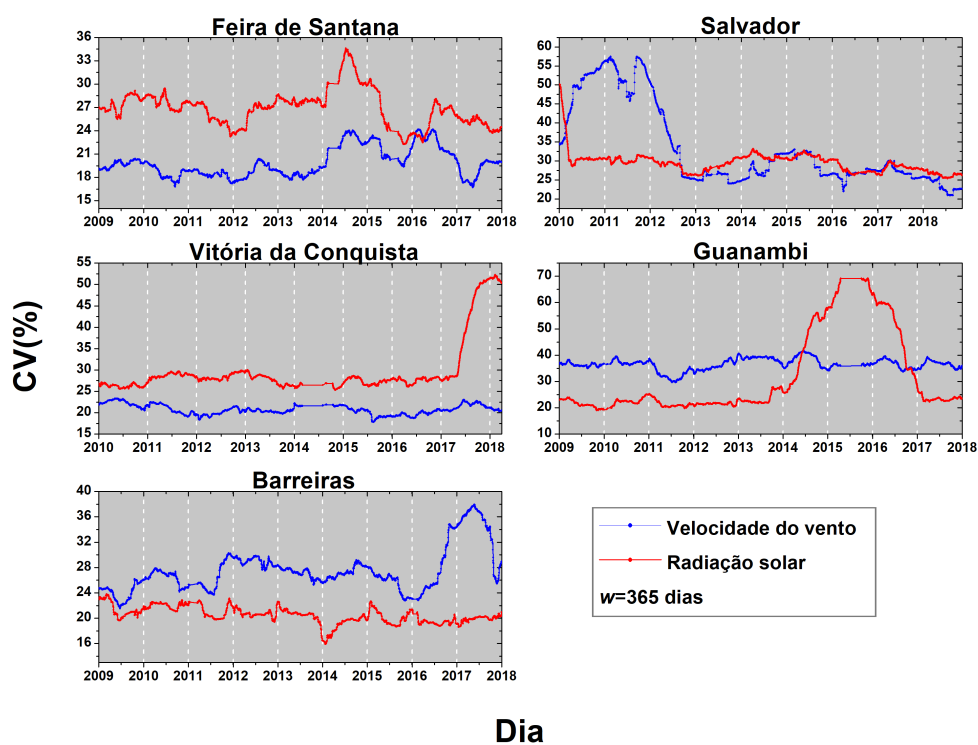 Feira de Santana
36
33
30
27
24
21
18
15
2009 2010 2011 2012 2013 2014 2015 2016 2017 2018
Salvador
60
55
50
45
40
35
30
25
20
2010 2011 2012 2013 2014 2015 2016 2017 2018
Vitória da Conquista
55
50
45
40
35
30
25
20
15
2010 2011 2012 2013 2014 2015 2016 2017 2018
Guanambi
70
60
50
40
30
20
10
2009 2010 2011 2012 2013 2014 2015 2016 2017 2018
CV(%)
Barreiras
40
36
32
28
24
20
16
2009 2010 2011 2012 2013 2014 2015 2016 2017 2018
Velocidade do vento
Radiação solar
w=365 dias
Dia